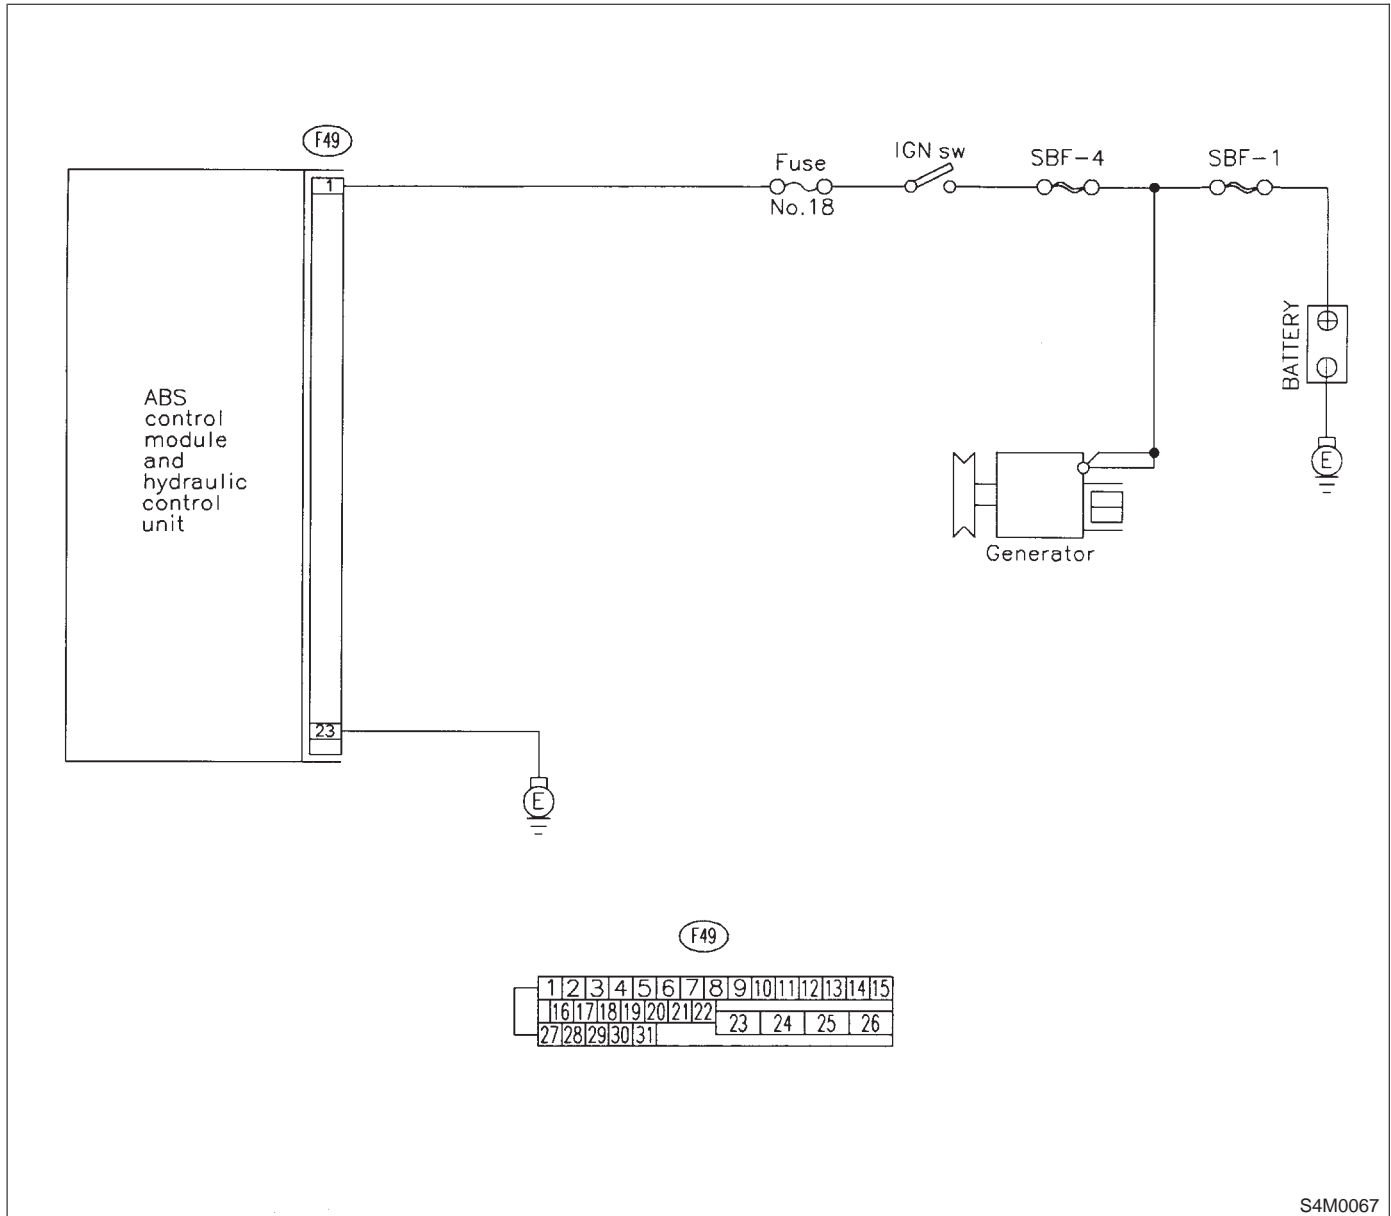 F49
1
Fuse
No.18
IGN sw
SBF-4
SBF-1
BATTERY
E
ABS
control
module
and
hydraulic
control
unit
Generator
23
E
F49
1 2 3 4 5 6 7 8 9 10 11 12 13 14 15
16 17 18 19 20 21 22
23 24 25 26
27 28 29 30 31
S4M0067